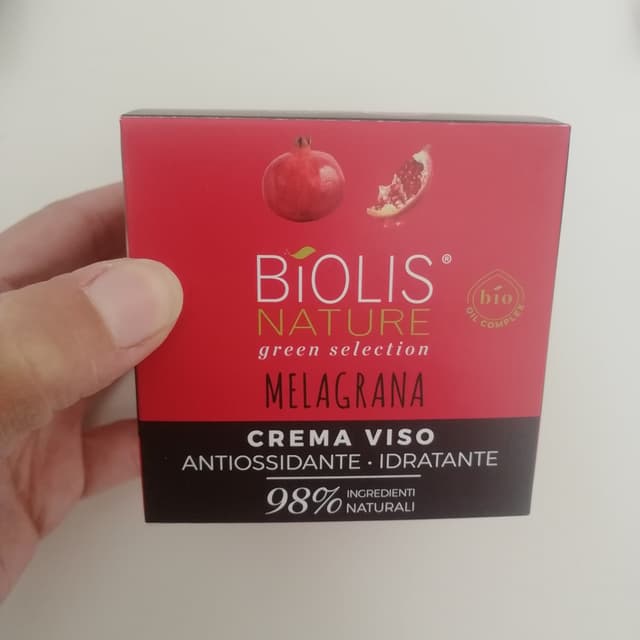 BiOLIS®
NATURE
green selection
bio
OIL COMPLEX
MELAGRANA
CREMA VISO
ANTIOSSIDANTE · IDRATANTE
98% INGREDIENTI
NATURALI